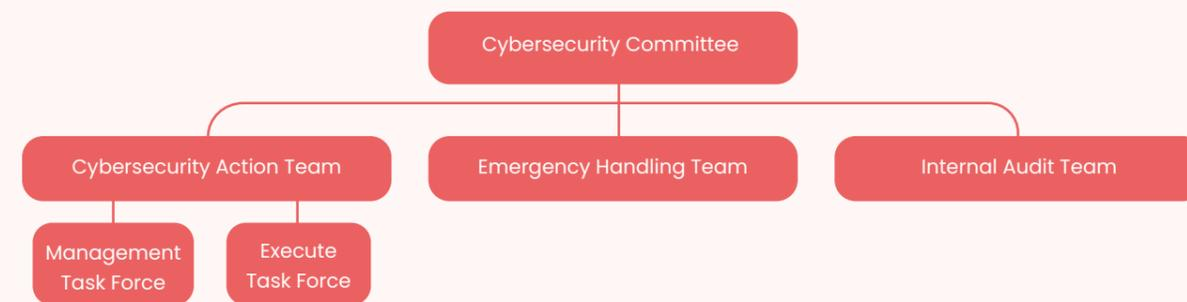 Cybersecurity Committee
Cybersecurity Action Team
Emergency Handling Team
Internal Audit Team
Management
Task Force
Execute
Task Force